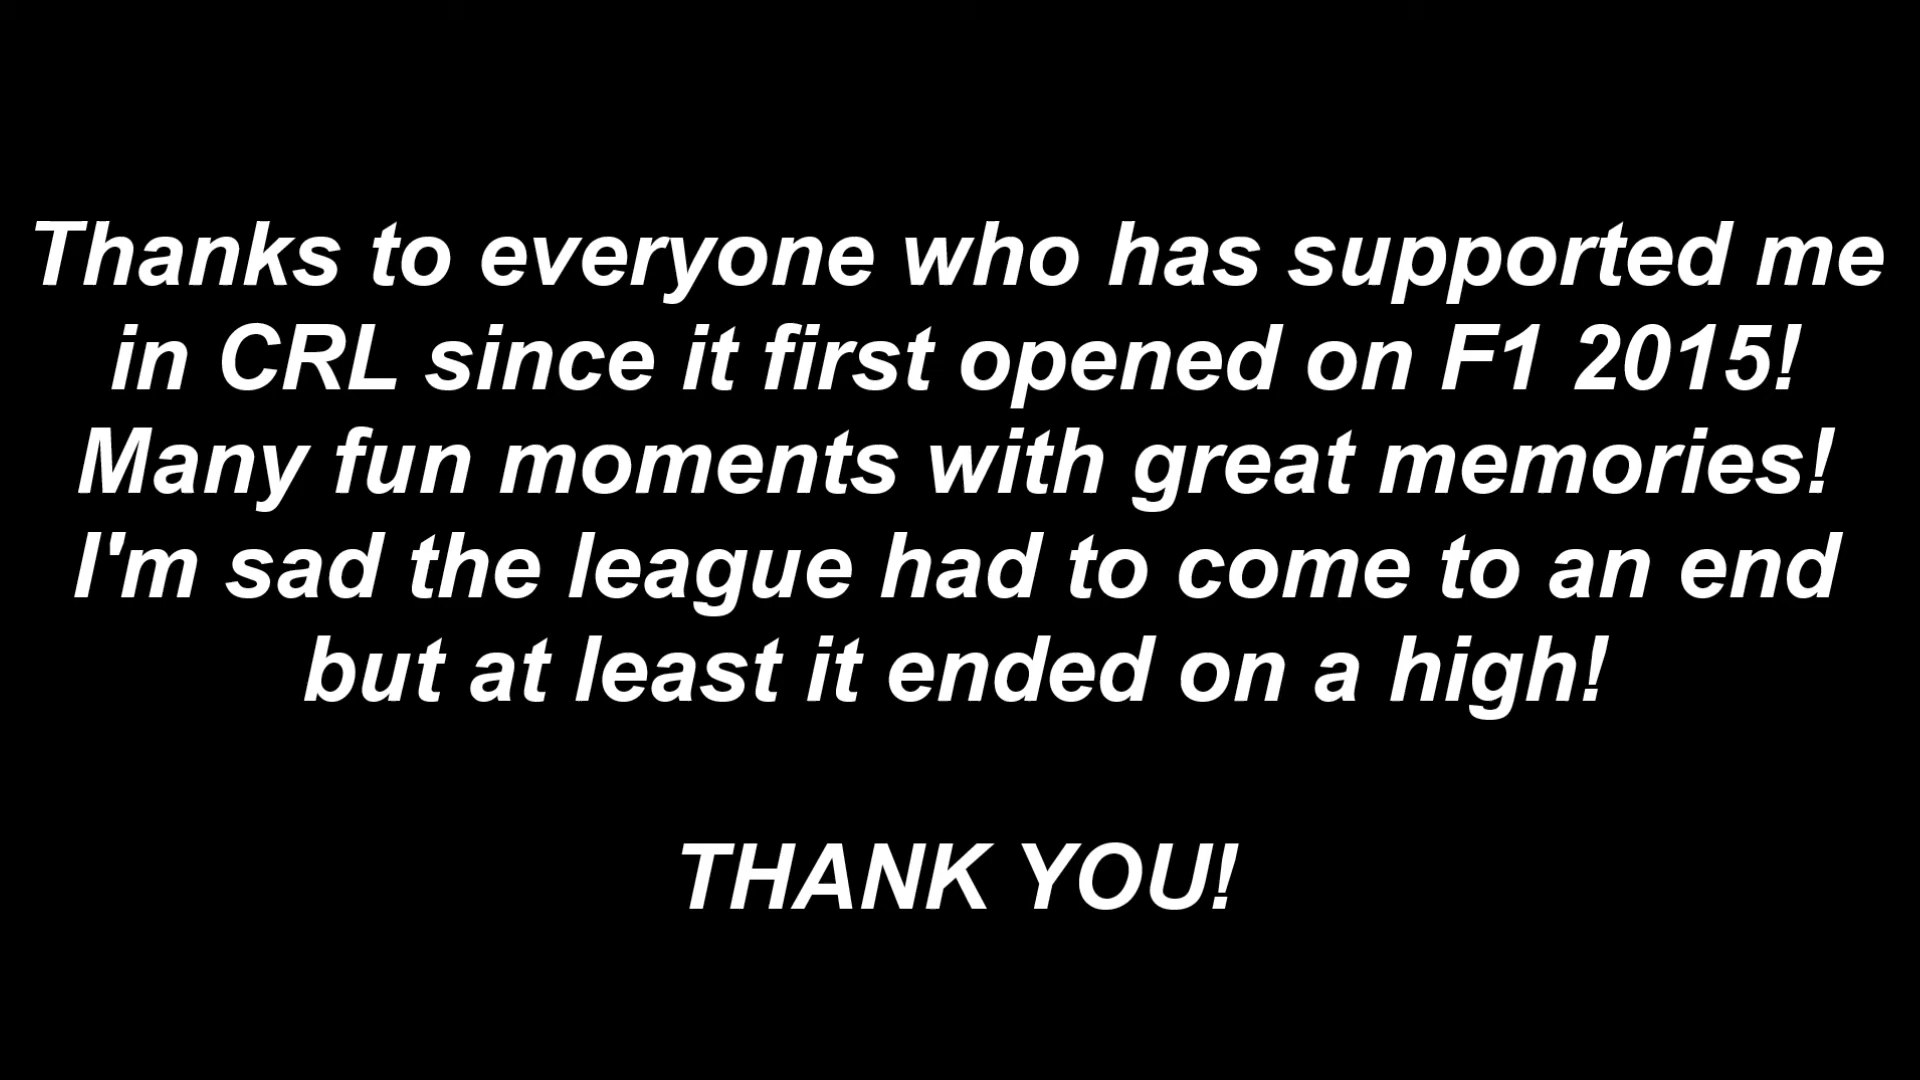 Thanks to everyone who has supported me
in CRL since it first opened on F1 2015!
Many fun moments with great memories!
I'm sad the league had to come to an end
but at least it ended on a high!
THANK YOU!